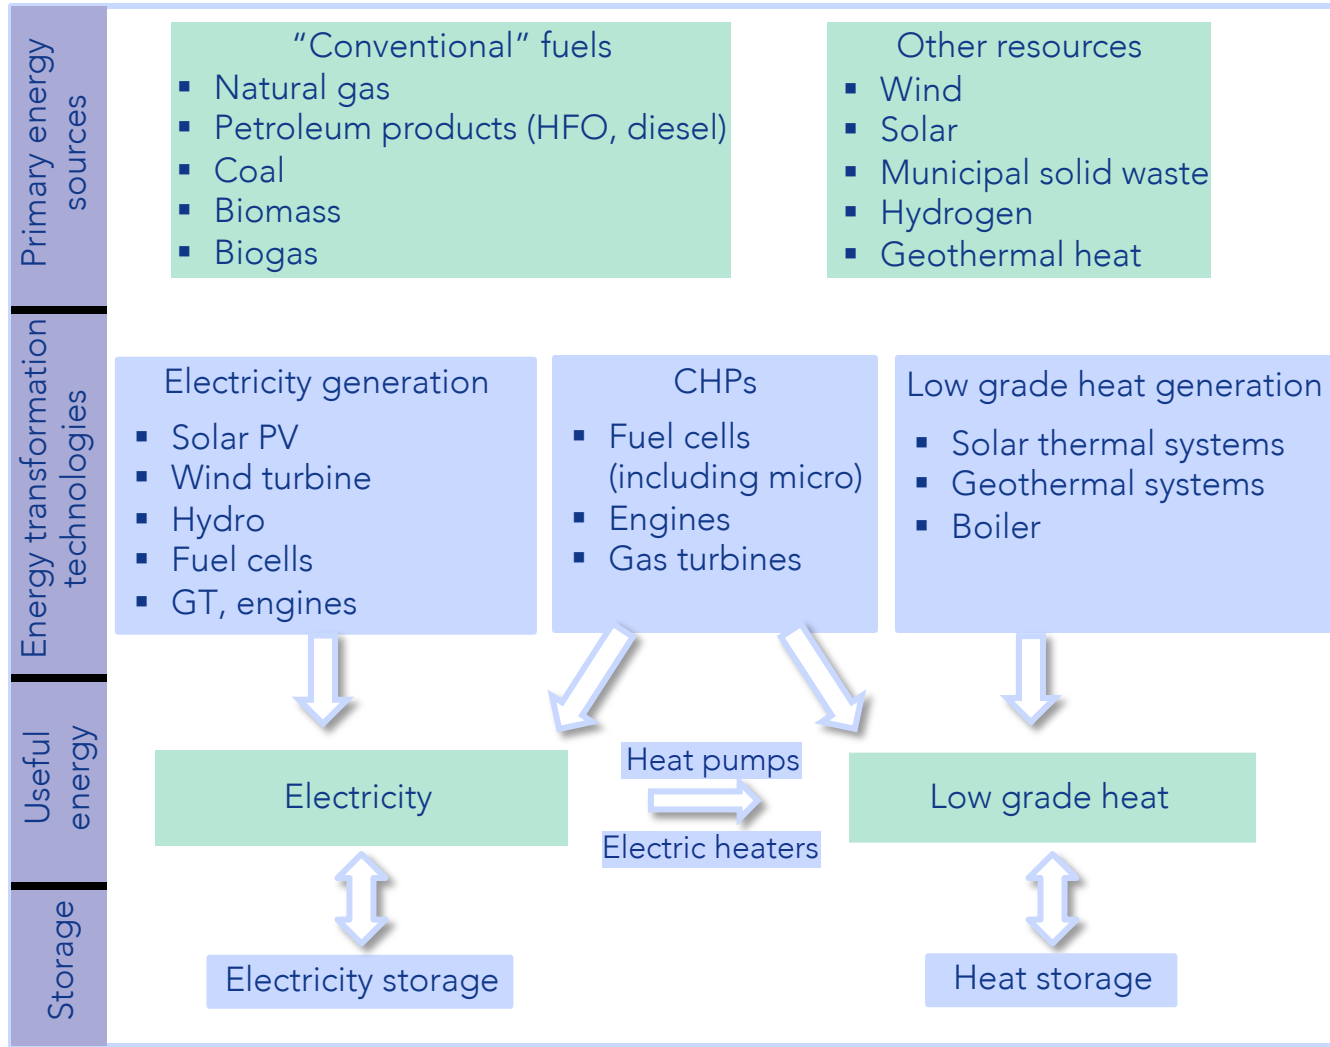 Primary energy
sources
“Conventional” fuels
▪ Natural gas
▪ Petroleum products (HFO, diesel)
▪ Coal
▪ Biomass
▪ Biogas
Other resources
▪ Wind
▪ Solar
▪ Municipal solid waste
▪ Hydrogen
▪ Geothermal heat
Energy transformation
technologies
Electricity generation
▪ Solar PV
▪ Wind turbine
▪ Hydro
▪ Fuel cells
▪ GT, engines
CHPs
▪ Fuel cells
(including micro)
▪ Engines
▪ Gas turbines
Low grade heat generation
▪ Solar thermal systems
▪ Geothermal systems
▪ Boiler
Useful
energy
Electricity
Heat pumps
Electric heaters
Low grade heat
Storage
Electricity storage
Heat storage